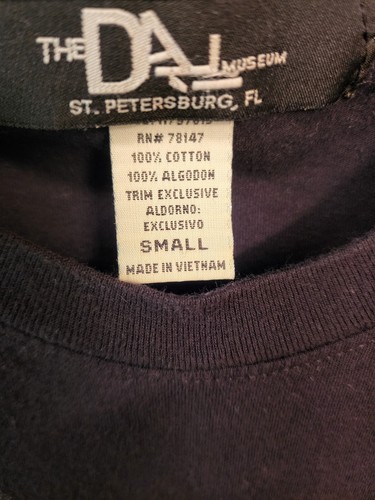 THE DALI MUSEUM
ST. PETERSBURG, FL
RN# 78147
100% COTTON
100% ALGODON
TRIM EXCLUSIVE
ALDORNO:
EXCLUSIVO
SMALL
MADE IN VIETNAM